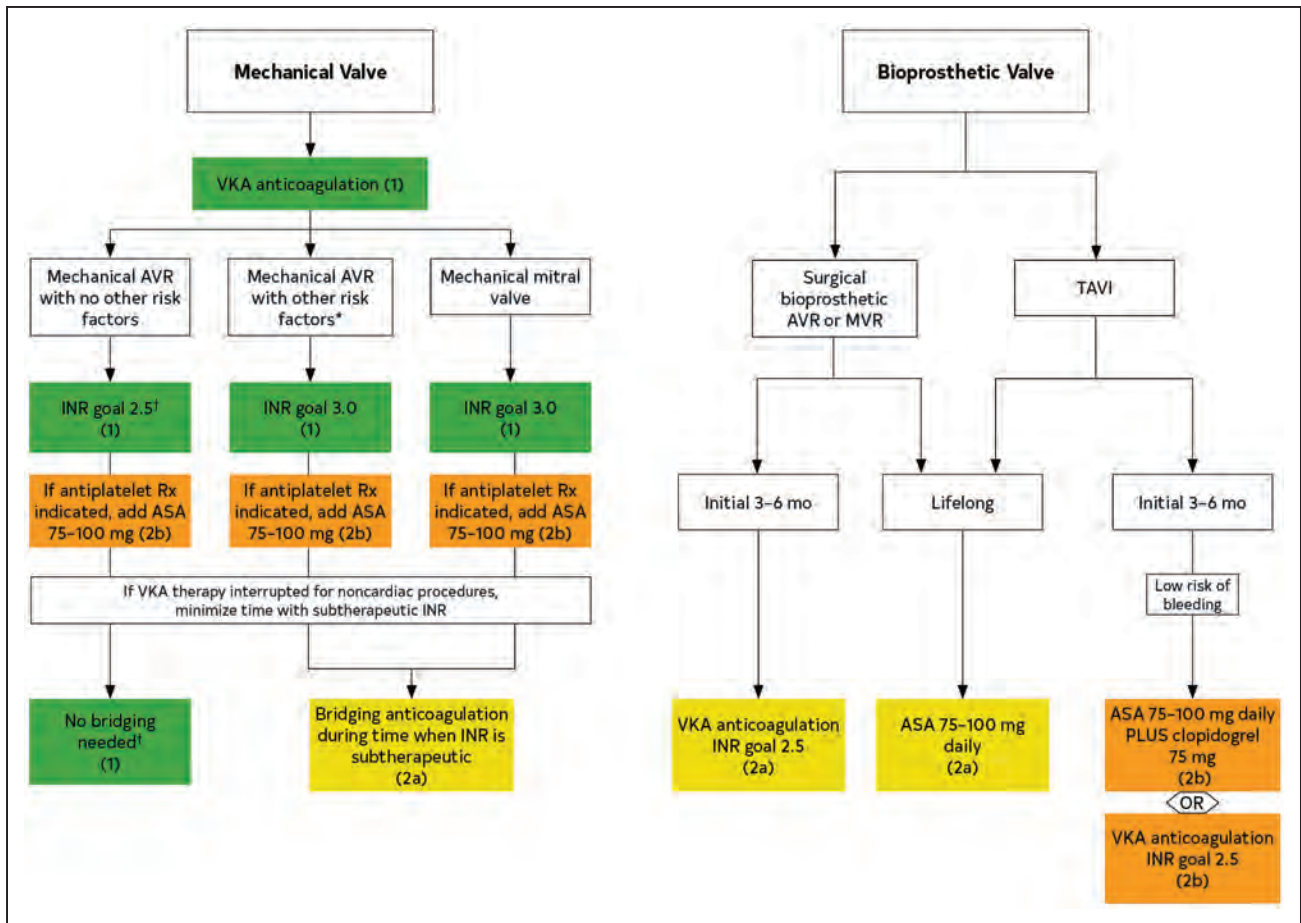 Mechanical Valve
VKA anticoagulation (1)
Mechanical AVR
with no other risk
factors
Mechanical AVR
with other risk
factors*
Mechanical mitral
valve
INR goal 2.5†
(1)
INR goal 3.0
(1)
INR goal 3.0
(1)
If antiplatelet Rx
indicated, add ASA
75–100 mg (2b)
If antiplatelet Rx
indicated, add ASA
75–100 mg (2b)
If antiplatelet Rx
indicated, add ASA
75–100 mg (2b)
If VKA therapy interrupted for noncardiac procedures,
minimize time with subtherapeutic INR
No bridging
needed†
(1)
Bridging anticoagulation
during time when INR is
subtherapeutic
(2a)
Bioprosthetic Valve
Surgical
bioprosthetic
AVR or MVR
TAVI
Initial 3–6 mo
Lifelong
Initial 3–6 mo
Low risk of
bleeding
VKA anticoagulation
INR goal 2.5
(2a)
ASA 75–100 mg
daily
(2a)
ASA 75–100 mg daily
PLUS clopidogrel
75 mg
(2b)
OR
VKA anticoagulation
INR goal 2.5
(2b)